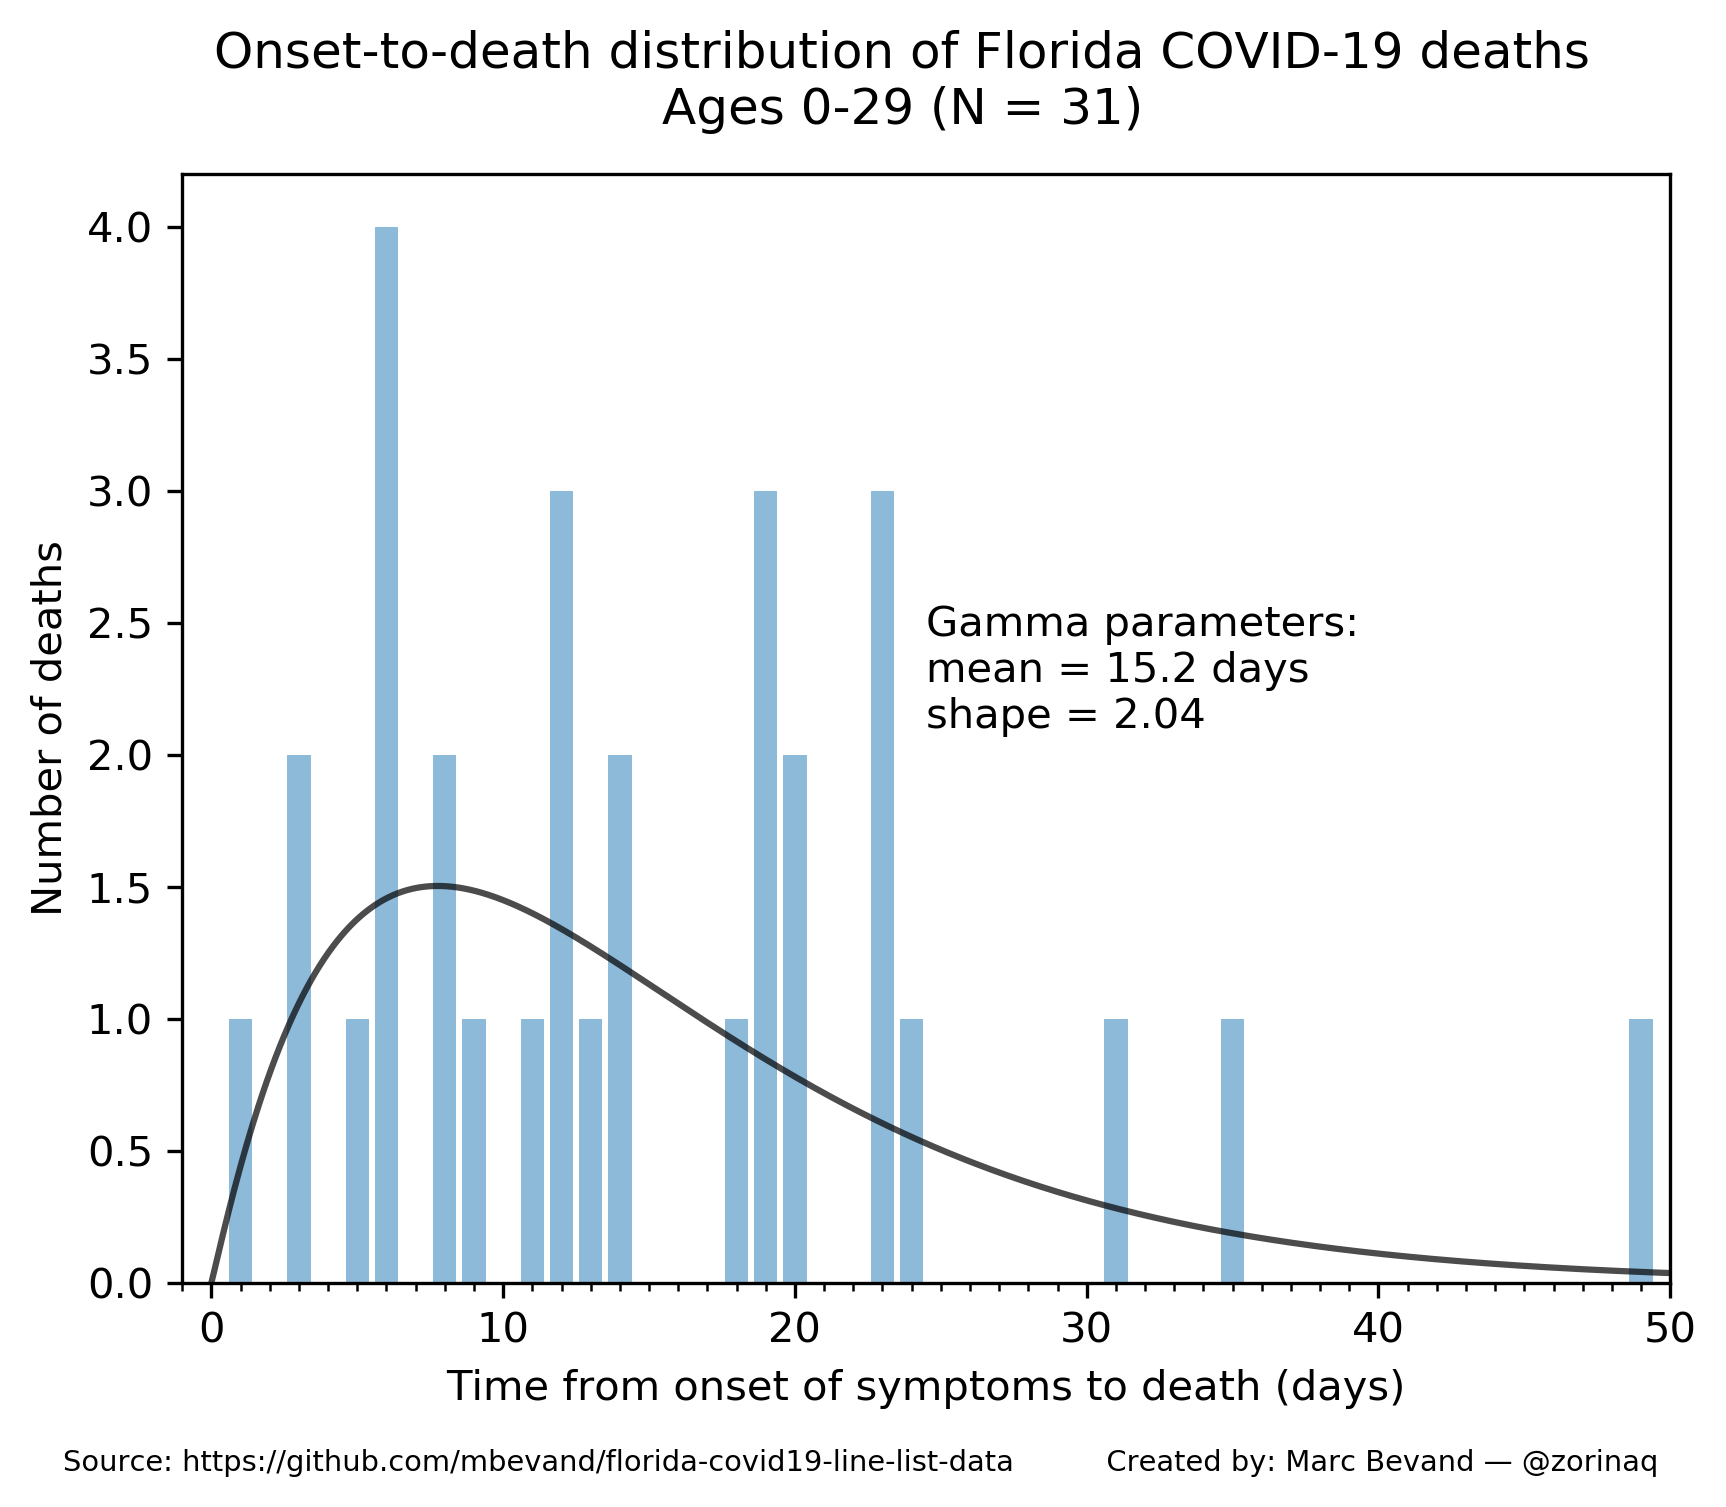 Onset-to-death distribution of Florida COVID-19 deaths
Ages 0-29 (N = 31)
4.0
3.5
3.0
2.5
2.0
1.5
1.0
0.5
0.0
Number of deaths
Gamma parameters:
mean = 15.2 days
shape = 2.04
0 10 20 30 40 50
Time from onset of symptoms to death (days)
Source: https://github.com/mbevand/florida-covid19-line-list-data Created by: Marc Bevand — @zorinaq